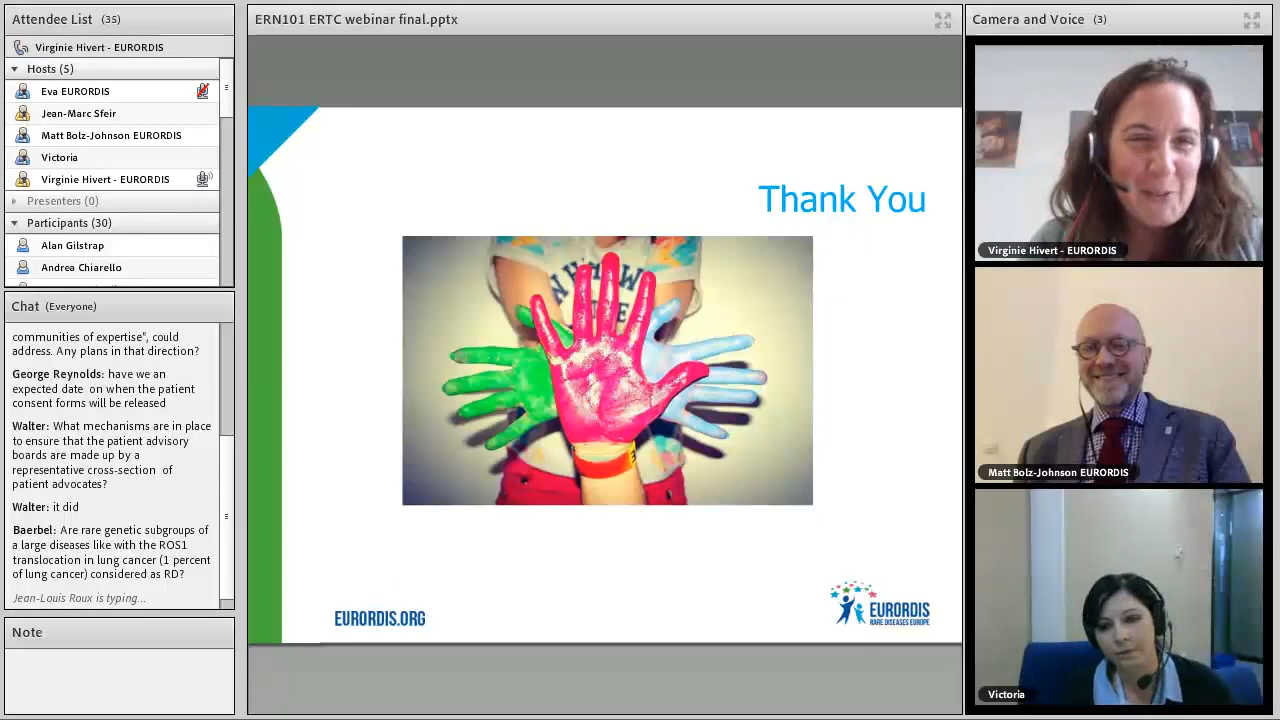 Attendee List (35)
Virginie Hivert - EURORDIS
Hosts (5)
Eva EURORDIS
Jean-Marc Sfeir
Matt Bolz-Johnson EURORDIS
Victoria
Virginie Hivert - EURORDIS
Presenters (0)
Participants (30)
Alan Gilstrap
Andrea Chiarello
Chat (Everyone)
communities of expertise", could
address. Any plans in that direction?
George Reynolds: have we an
expected date on when the patient
consent forms will be released
Walter: What mechanisms are in place
to ensure that the patient advisory
boards are made up by a
representative cross-section of
patient advocates?
Walter: it did
Baerbel: Are rare genetic subgroups of
a large diseases like with the ROS1
translocation in lung cancer (1 percent
of lung cancer) considered as RD?
Jean-Louis Roux is typing...
Note
ERN101 ERTC webinar final.pptx
Thank You
EURORDIS.ORG
EURORDIS
RARE DISEASES EUROPE
Camera and Voice (3)
Virginie Hivert - EURORDIS
Matt Bolz-Johnson EURORDIS
Victoria